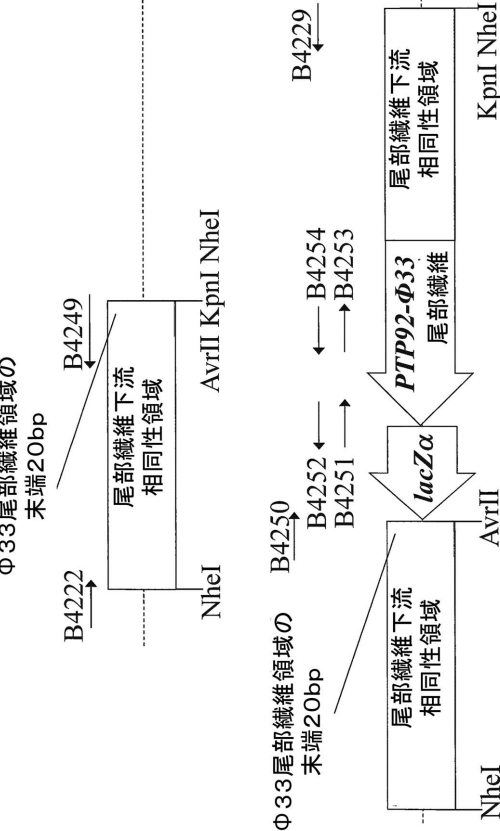 Φ33尾部繊維領域の
末端20bp
B4222
B4249
尾部繊維下流
相同性領域
NheI
AvrII KpnI NheI
Φ33尾部繊維領域の
末端20bp
B4250
B4252
B4251
B4254
B4253
B4229
尾部繊維下流
相同性領域
lacZα
PTP92-Φ33
尾部繊維
尾部繊維下流
相同性領域
NheI
AvrII
KpnI NheI